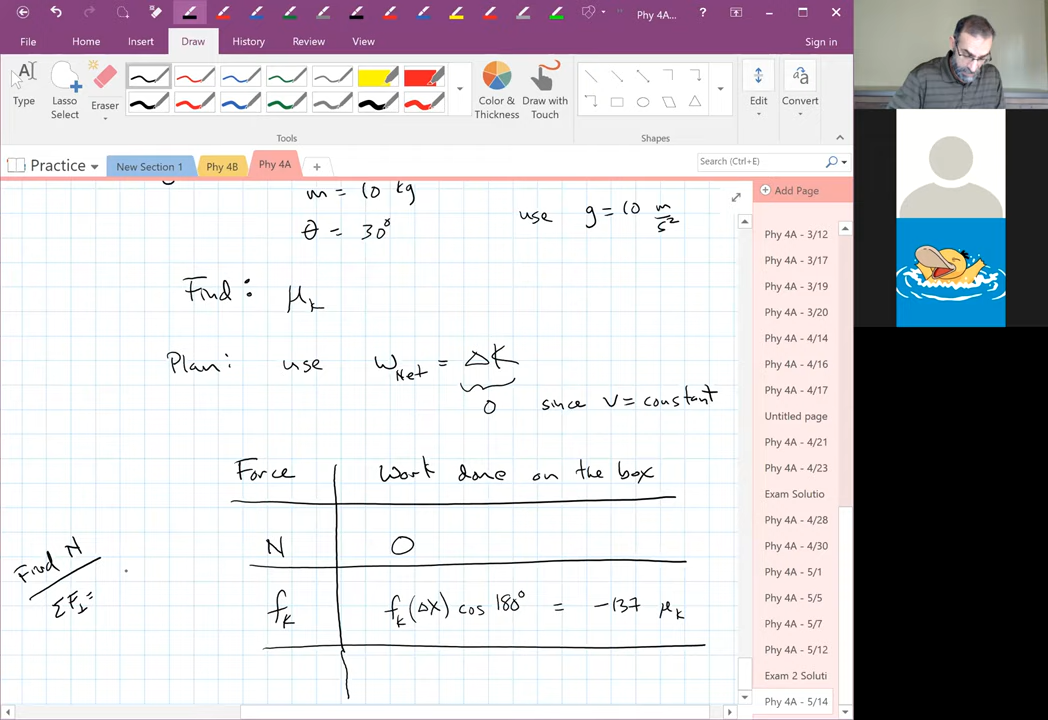 Phy 4A...
?
File Home Insert Draw History Review View
Sign in
Type
Lasso Select
Eraser
Color & Thickness
Draw with Touch
Edit
Convert
Tools
Shapes
Practice
New Section 1
Phy 4B
Phy 4A
+
Search (Ctrl+E)
Add Page
Phy 4A - 3/12
Phy 4A - 3/17
Phy 4A - 3/19
Phy 4A - 3/20
Phy 4A - 4/14
Phy 4A - 4/16
Phy 4A - 4/17
Untitled page
Phy 4A - 4/21
Phy 4A - 4/23
Exam Solutio
Phy 4A - 4/28
Phy 4A - 4/30
Phy 4A - 5/1
Phy 4A - 5/5
Phy 4A - 5/7
Phy 4A - 5/12
Exam 2 Soluti
Phy 4A - 5/14
m = 10 kg
θ = 30°
use g = 10 m/s²
Find: μk
Plan: use WNet = ΔK
0 since v = constant
Force Work done on the box
N 0
fk fk(Δx) cos 180° = -137 μk
Find N
ΣF⊥ =